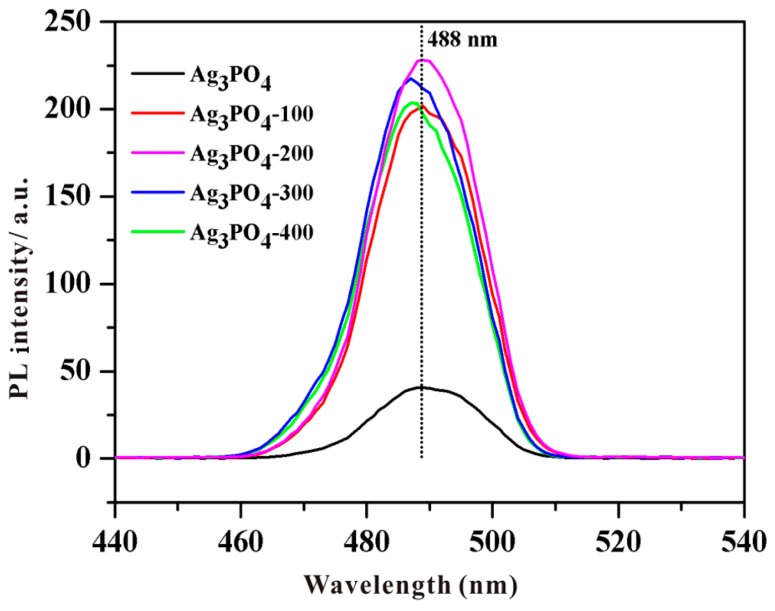 250
200
150
100
50
0
PL intensity/ a.u.
488 nm
Ag3PO4
Ag3PO4-100
Ag3PO4-200
Ag3PO4-300
Ag3PO4-400
440 460 480 500 520 540
Wavelength (nm)